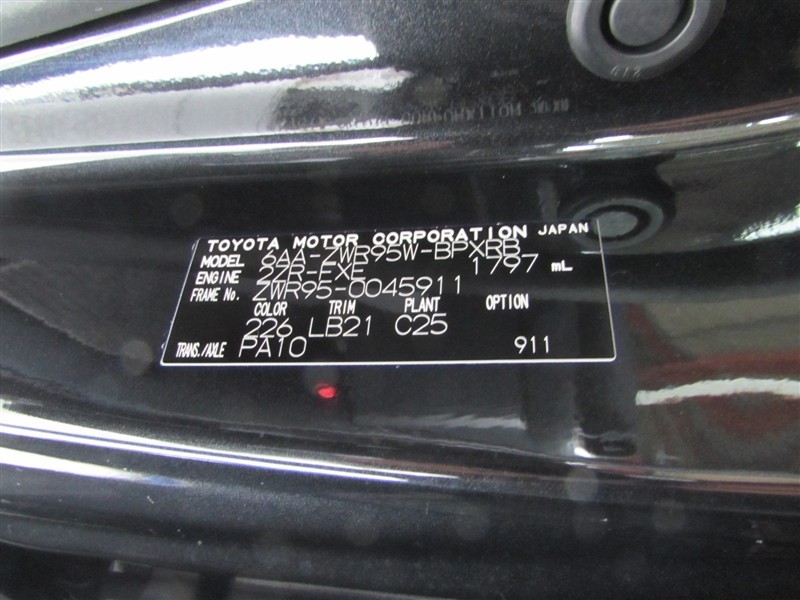 TOYOTA MOTOR CORPORATION JAPAN
MODEL 6AA-ZWR95W-BPXRB
ENGINE 2ZR-FXE 1797 mL
FRAME No. ZWR95-0045911
COLOR TRIM PLANT OPTION
226 LB21 C25
TRANS./AXLE PA10 911